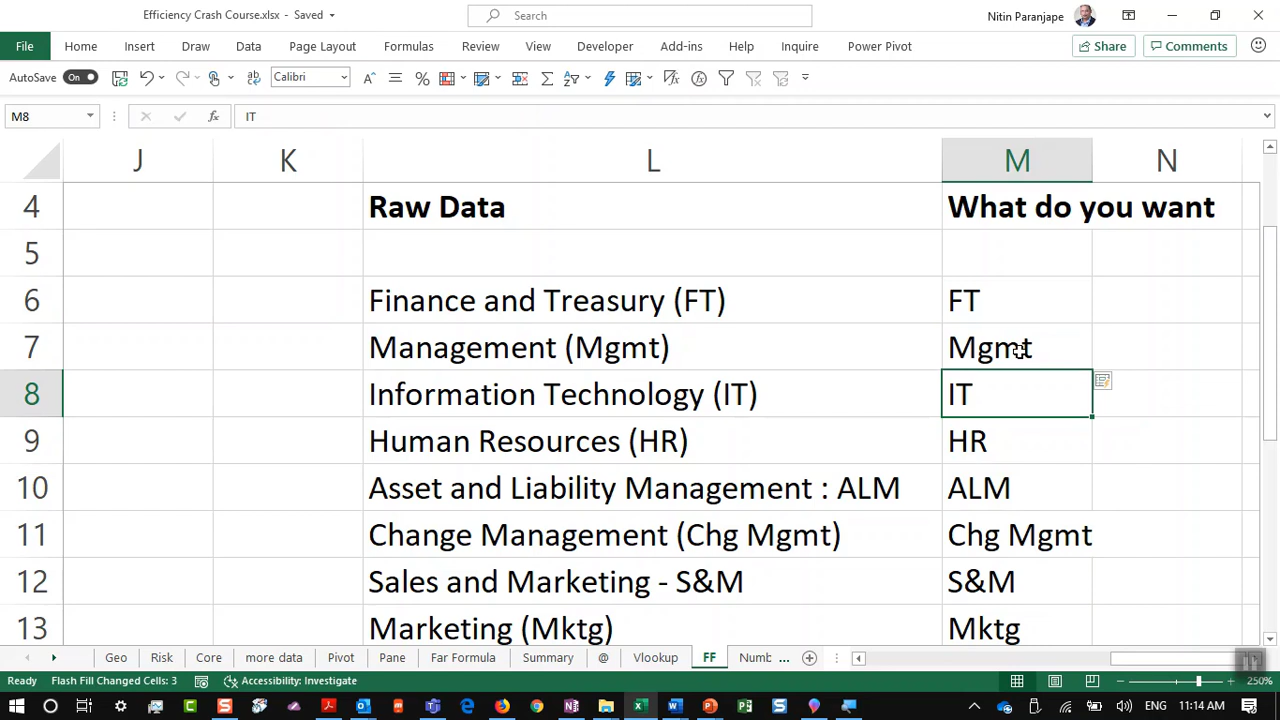 Efficiency Crash Course.xlsx - Saved
Search
Nitin Paranjape
File Home Insert Draw Data Page Layout Formulas Review View Developer Add-ins Help Inquire Power Pivot Share Comments
AutoSave On Calibri
M8 IT
J K L M N
4 Raw Data What do you want
5
6 Finance and Treasury (FT) FT
7 Management (Mgmt) Mgmt
8 Information Technology (IT) IT
9 Human Resources (HR) HR
10 Asset and Liability Management : ALM ALM
11 Change Management (Chg Mgmt) Chg Mgmt
12 Sales and Marketing - S&M S&M
13 Marketing (Mktg) Mktg
Geo Risk Core more data Pivot Pane Far Formula Summary @ Vlookup FF Numb ...
Ready Flash Fill Changed Cells: 3 Accessibility: Investigate 250%
ENG 11:14 AM